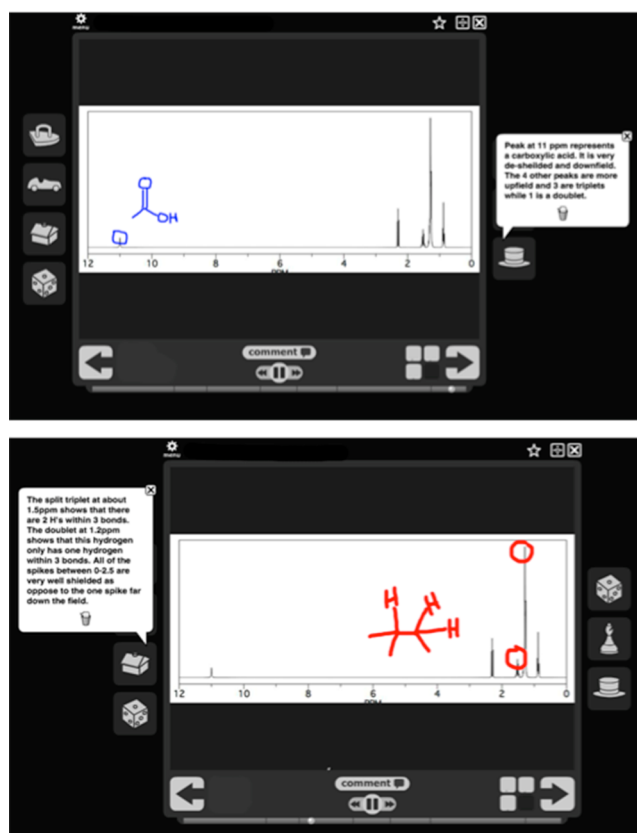 menu
Peak at 11 ppm represents
a carboxylic acid. It is very
de-sheilded and downfield.
The 4 other peaks are more
upfield and 3 are triplets
while 1 is a doublet.
O
OH
12 10 8 6 4 2 0
PPM
comment
menu
The split triplet at about
1.5ppm shows that there
are 2 H's within 3 bonds.
The doublet at 1.2ppm
shows that this hydrogen
only has one hydrogen
within 3 bonds. All of the
spikes between 0-2.5 are
very well shielded as
oppose to the one spike far
down the field.
H H
H
12 10 8 6 4 2 0
PPM
comment